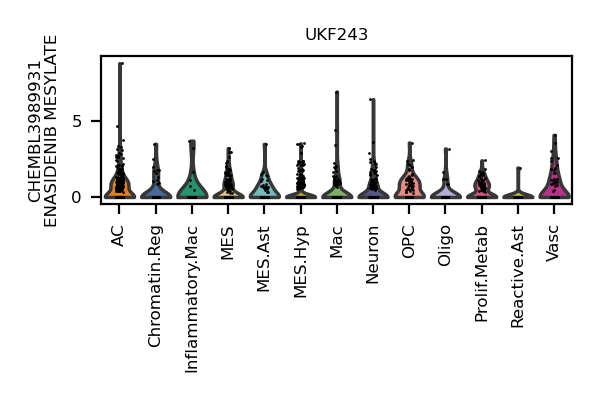 UKF243
CHEMBL3989931
ENASIDENIB MESYLATE
5
0
AC
Chromatin.Reg
Inflammatory.Mac
MES
MES.Ast
MES.Hyp
Mac
Neuron
OPC
Oligo
Prolif.Metab
Reactive.Ast
Vasc